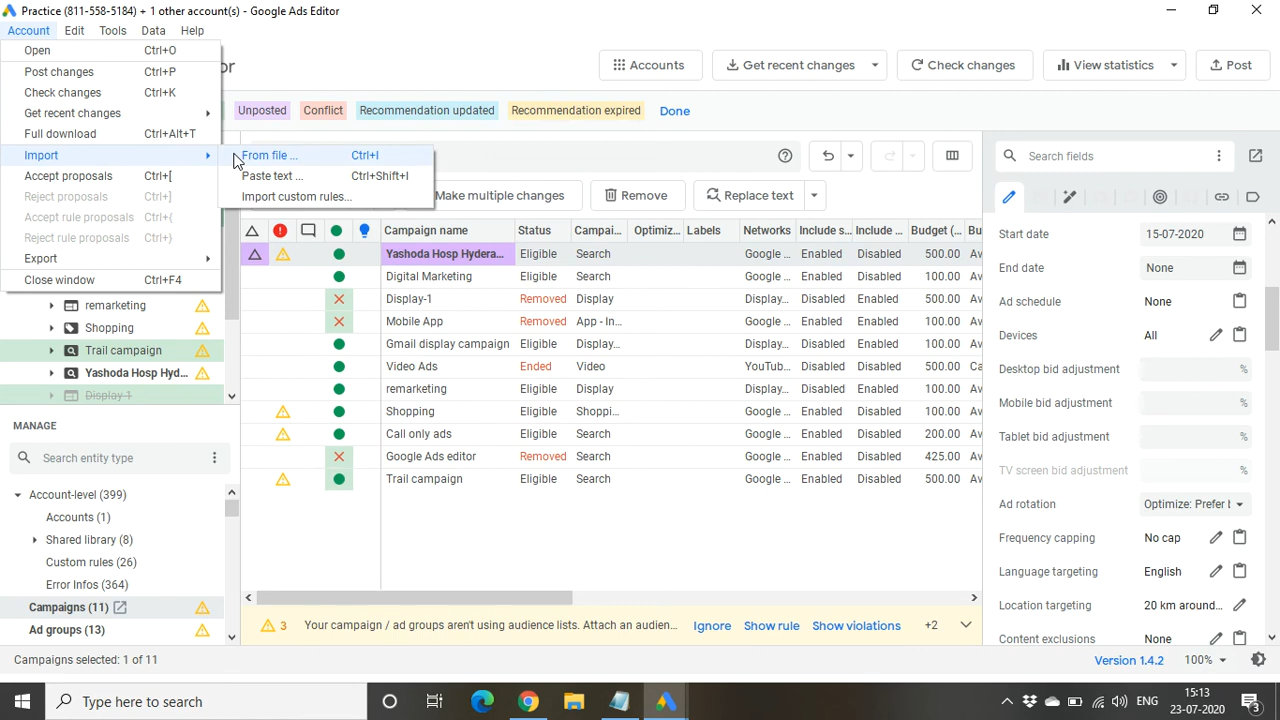 Practice (811-558-5184) + 1 other account(s) - Google Ads Editor
Account Edit Tools Data Help
Open Ctrl+O
Post changes Ctrl+P
Check changes Ctrl+K
Get recent changes
Full download Ctrl+Alt+T
Import
Accept proposals Ctrl+[
Reject proposals Ctrl+]
Accept rule proposals Ctrl+{
Reject rule proposals Ctrl+}
Export
Close window Ctrl+F4
From file ... Ctrl+I
Paste text ... Ctrl+Shift+I
Import custom rules...
or
Accounts Get recent changes Check changes View statistics Post
Unposted Conflict Recommendation updated Recommendation expired Done
Make multiple changes Remove Replace text
Search fields
Campaign name Status Campai... Optimiz... Labels Networks Include s... Include ... Budget (... Bu
Yashoda Hosp Hydera... Eligible Search Google ... Enabled Disabled 500.00 Av
Digital Marketing Eligible Search Google ... Enabled Disabled 100.00 Av
Display-1 Removed Display Display... Disabled Disabled 500.00 Av
Mobile App Removed App - In... Display... Enabled Disabled 100.00 Av
Gmail display campaign Eligible Display... Display... Disabled Disabled 500.00 Av
Video Ads Ended Video YouTub... Disabled Disabled 500.00 Ca
remarketing Eligible Display Display... Enabled Disabled 100.00 Av
Shopping Eligible Shoppi... Google ... Enabled Disabled 100.00 Av
Call only ads Eligible Search Google ... Enabled Disabled 200.00 Av
Google Ads editor Removed Search Google ... Enabled Disabled 425.00 Av
Trail campaign Eligible Search Google ... Enabled Disabled 500.00 Av
remarketing
Shopping
Trail campaign
Yashoda Hosp Hyd...
Display 1
MANAGE
Search entity type
Account-level (399)
Accounts (1)
Shared library (8)
Custom rules (26)
Error Infos (364)
Campaigns (11)
Ad groups (13)
Start date 15-07-2020
End date None
Ad schedule None
Devices All
Desktop bid adjustment %
Mobile bid adjustment %
Tablet bid adjustment %
TV screen bid adjustment %
Ad rotation Optimize: Prefer b
Frequency capping No cap
Language targeting English
Location targeting 20 km around...
Content exclusions None
3 Your campaign / ad groups aren't using audience lists. Attach an audien... Ignore Show rule Show violations +2
Campaigns selected: 1 of 11
Version 1.4.2 100%
Type here to search
ENG
15:13
23-07-2020
3